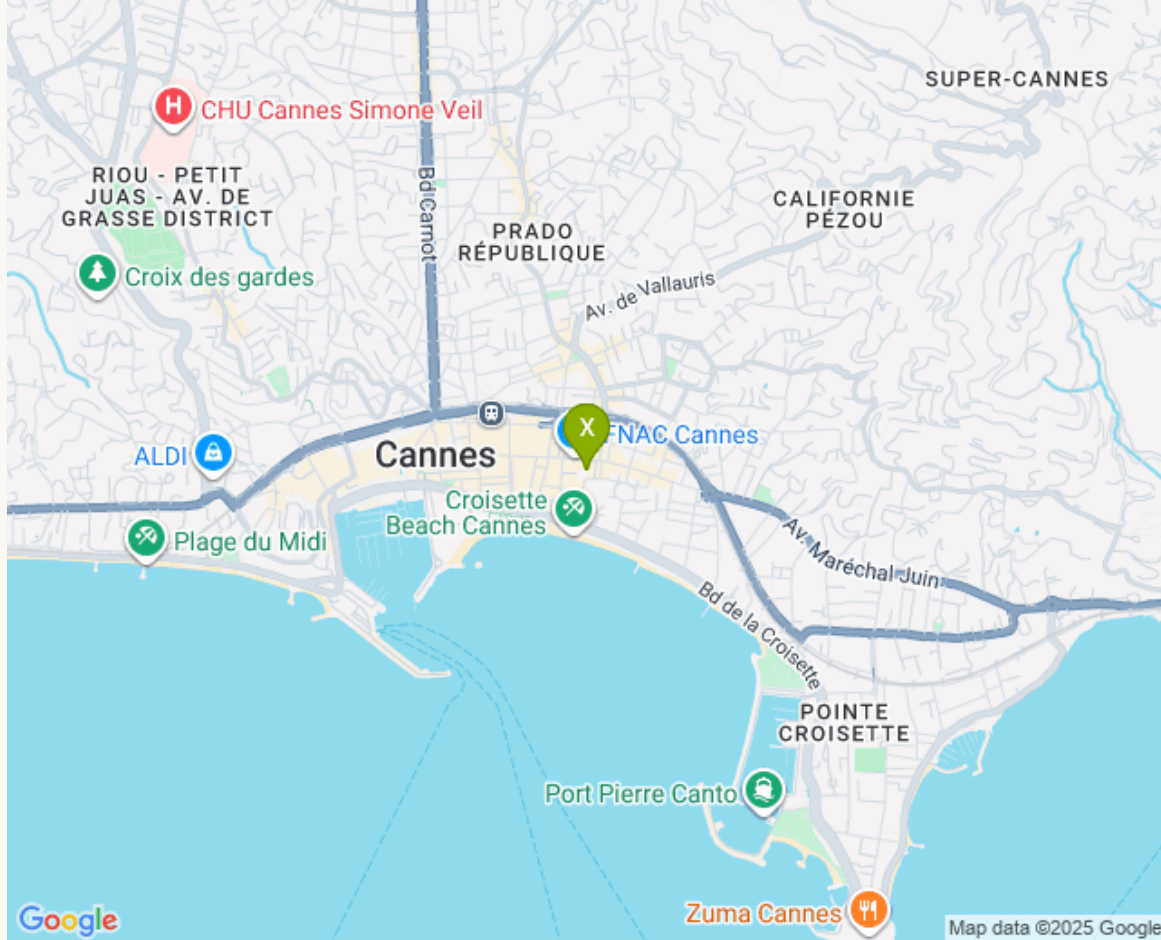 SUPER-CANNES
H
CHU Cannes Simone Veil
RIOU - PETIT
JUAS - AV. DE
GRASSE DISTRICT
Bd Carnot
CALIFORNIE
PÉZOU
PRADO
RÉPUBLIQUE
Croix des gardes
Av. de Vallauris
X
FNAC Cannes
ALDI
Cannes
Croisette
Beach Cannes
Plage du Midi
Av. Maréchal Juin
Bd de la Croisette
POINTE
CROISETTE
Port Pierre Canto
Zuma Cannes
Google
Map data ©2025 Google